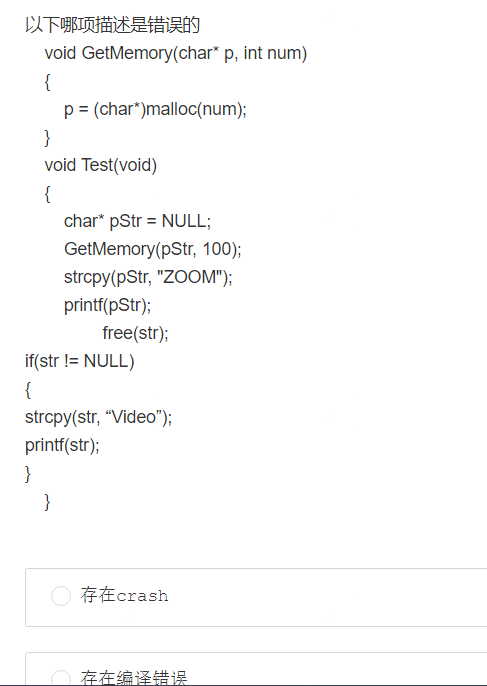 以下哪项描述是错误的
void GetMemory(char* p, int num)
{
p = (char*)malloc(num);
}
void Test(void)
{
char* pStr = NULL;
GetMemory(pStr, 100);
strcpy(pStr, "ZOOM");
printf(pStr);
free(str);
if(str != NULL)
{
strcpy(str, “Video”);
printf(str);
}
}
存在crash
存在编译错误